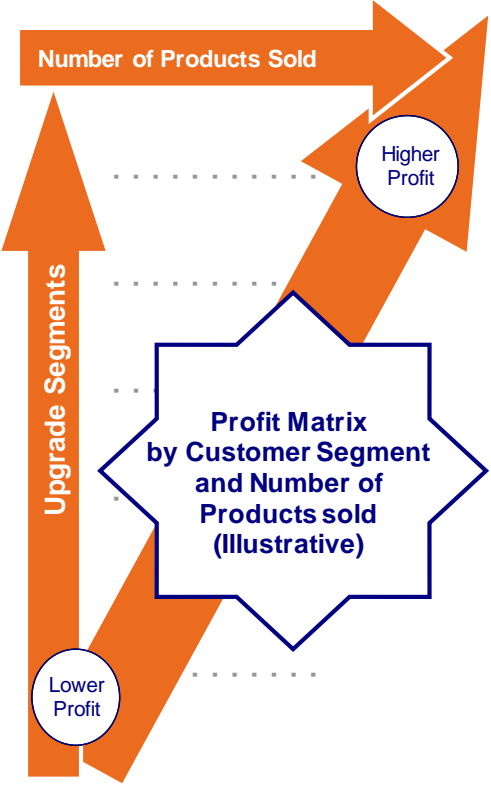 Number of Products Sold
Higher
Profit
Upgrade Segments
Profit Matrix
by Customer Segment
and Number of
Products sold
(Illustrative)
Lower
Profit